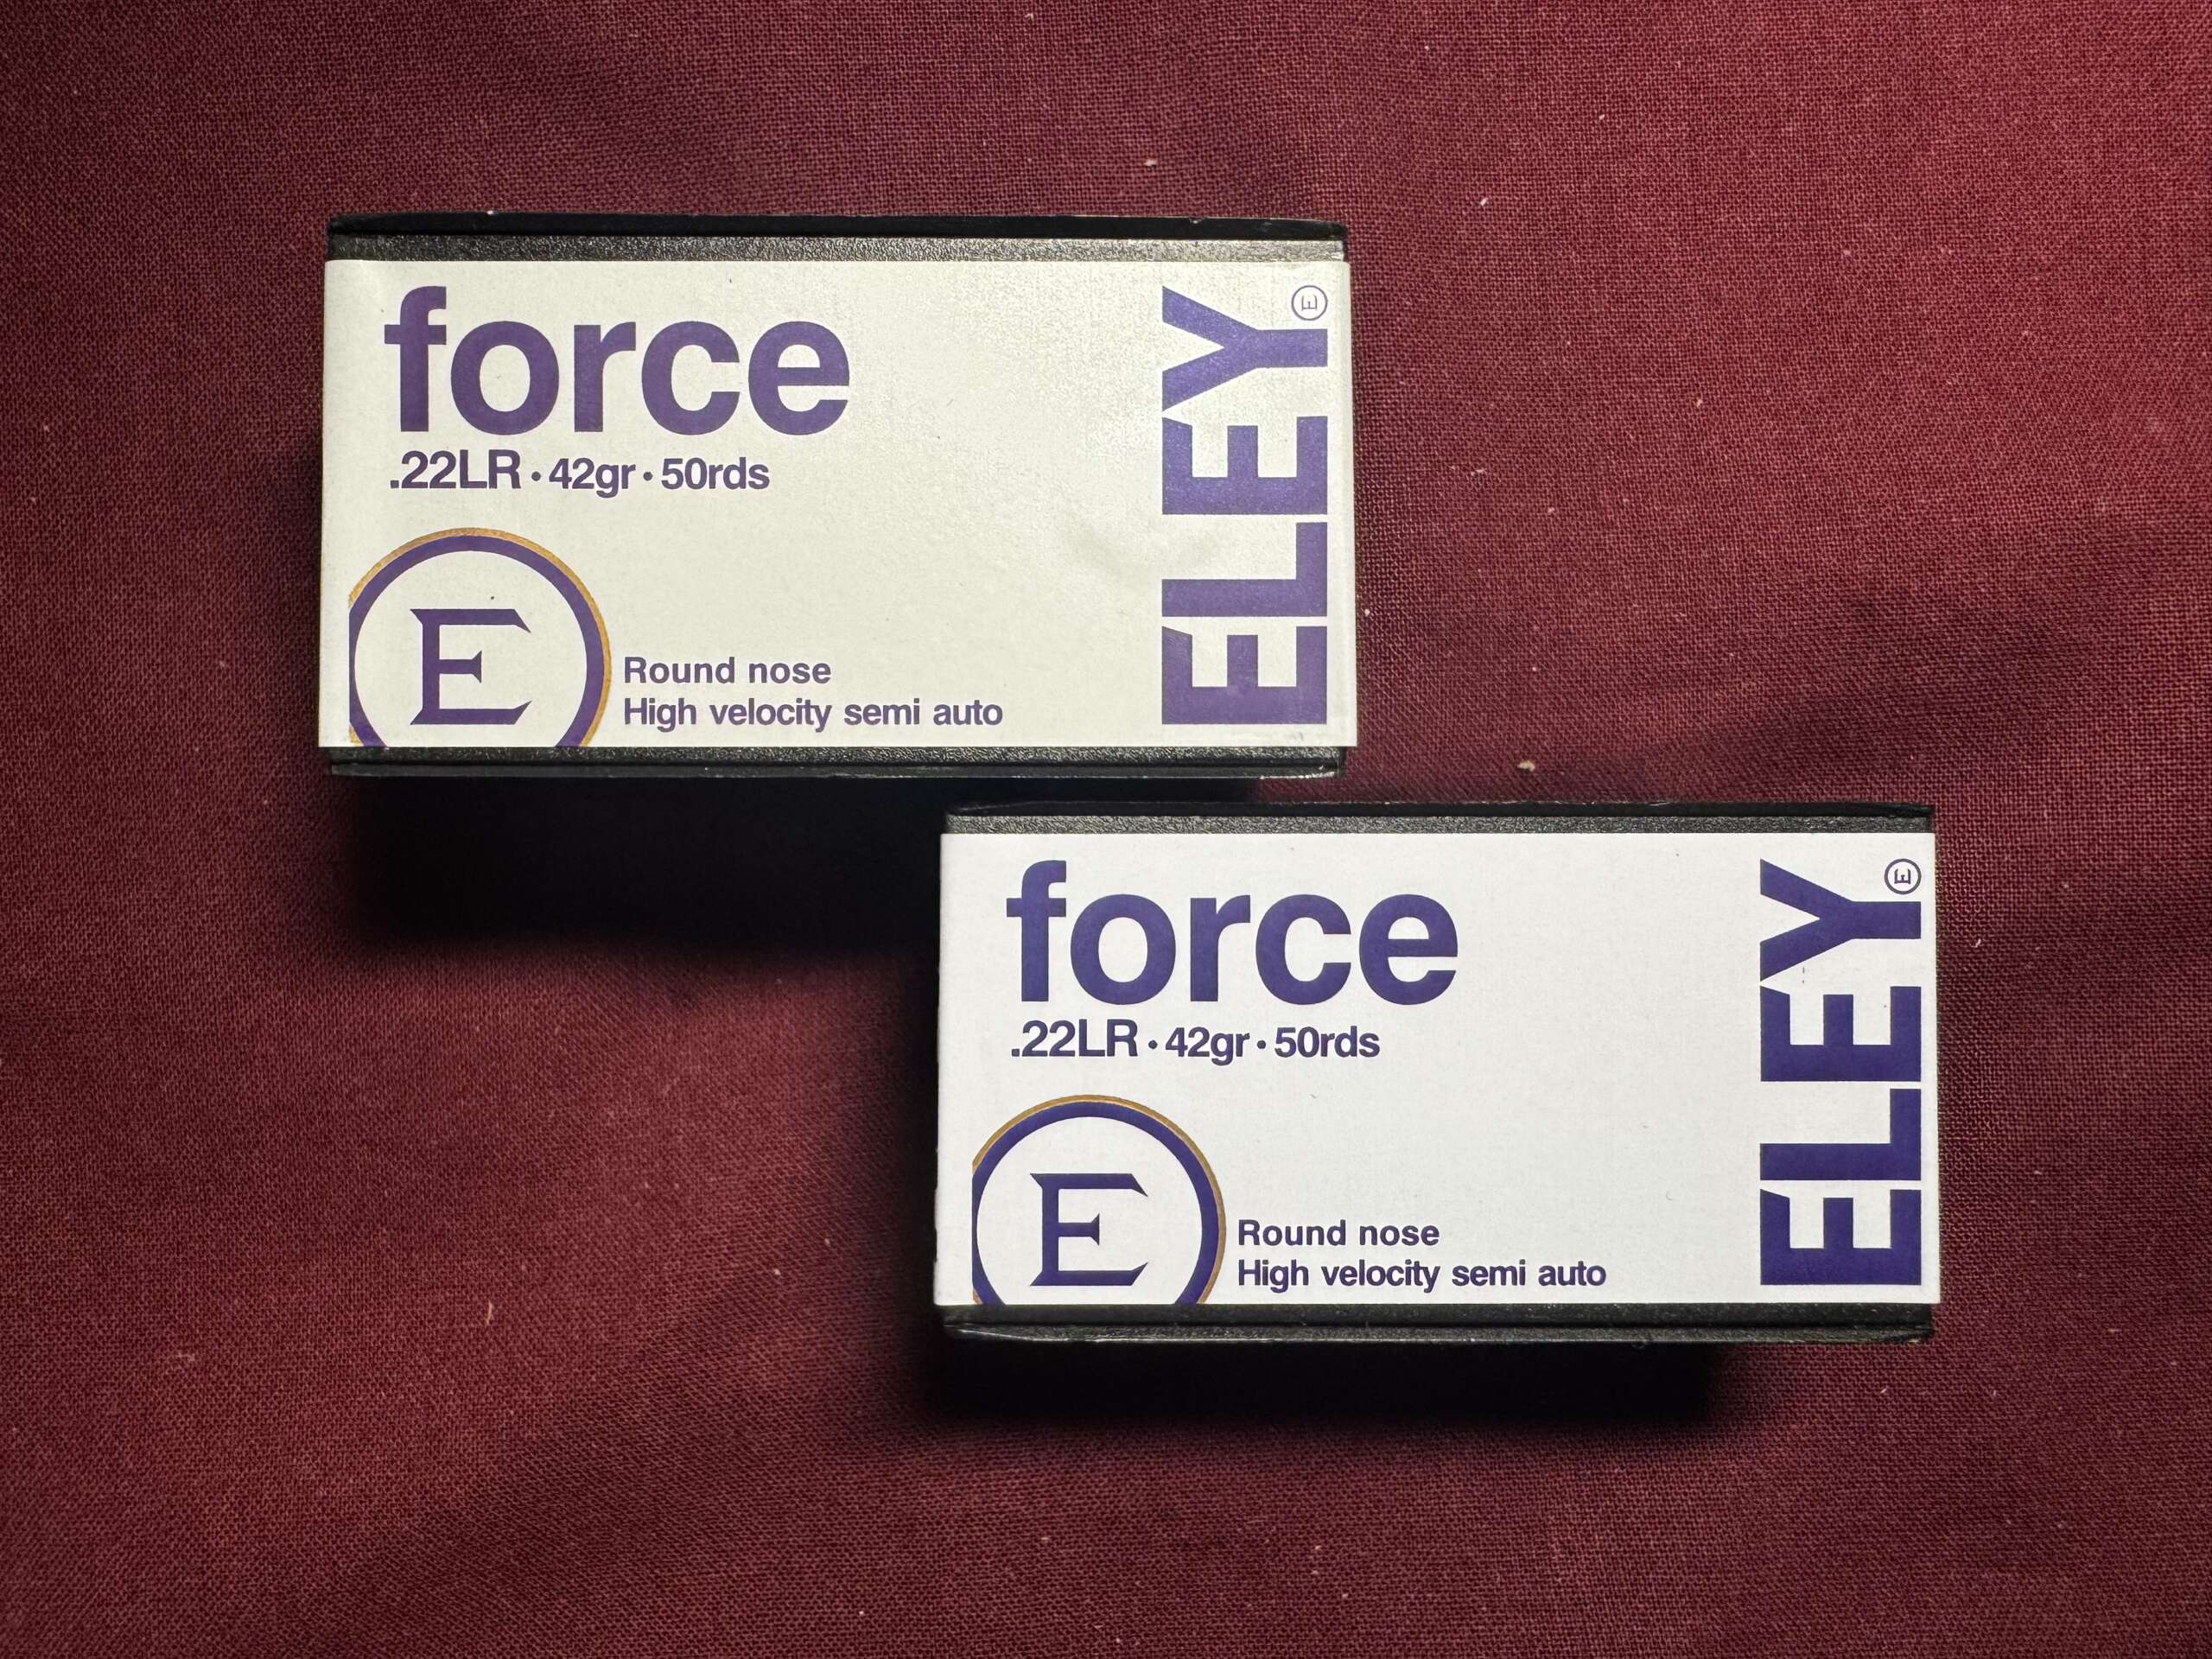 force
.22LR • 42gr • 50rds
E
Round nose
High velocity semi auto
ELEY
E
force
.22LR • 42gr • 50rds
E
Round nose
High velocity semi auto
ELEY
E